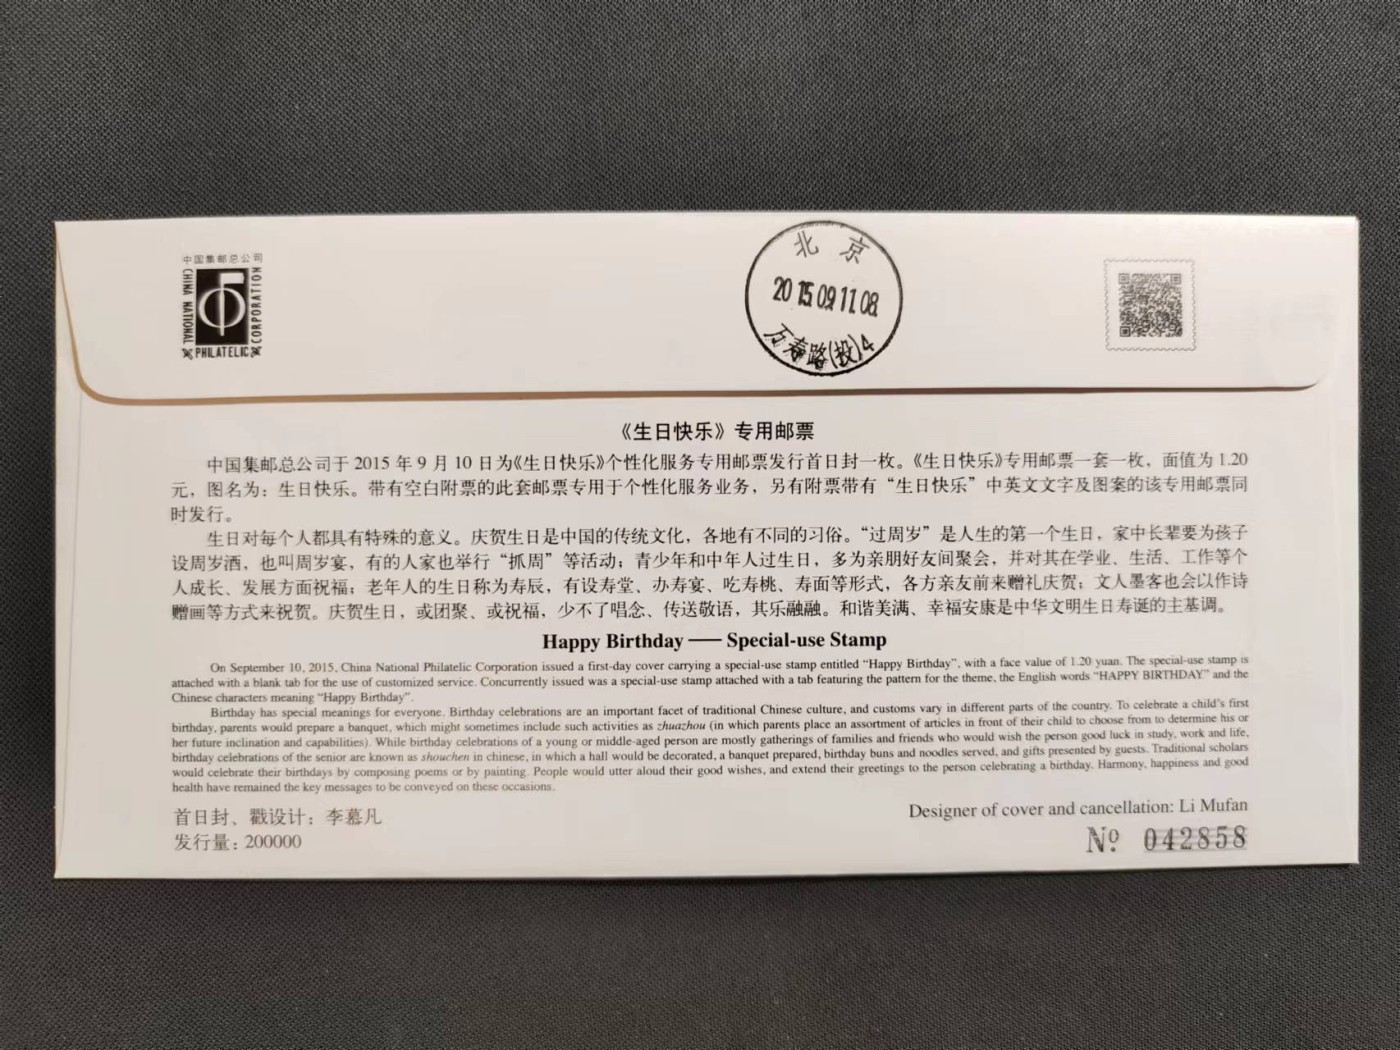 中国集邮总公司
CHINA NATIONAL
PHILATELIC
CORPORATION
北京
2015.09.11.08
万寿路(投)4
《生日快乐》专用邮票
中国集邮总公司于 2015 年 9 月 10 日为《生日快乐》个性化服务专用邮票发行首日封一枚。《生日快乐》专用邮票一套一枚，面值为 1.20
元，图名为：生日快乐。带有空白附票的此套邮票专用于个性化服务业务，另有附票带有“生日快乐”中英文文字及图案的该专用邮票同
时发行。
生日对每个人都具有特殊的意义。庆贺生日是中国的传统文化，各地有不同的习俗。“过周岁”是人生的第一个生日，家中长辈要为孩子
设周岁酒，也叫周岁宴，有的人家也举行“抓周”等活动；青少年和中年人过生日，多为亲朋好友间聚会，并对其在学业、生活、工作等个
人成长、发展方面祝福；老年人的生日称为寿辰，有设寿堂、办寿宴、吃寿桃、寿面等形式，各方亲友前来赠礼庆贺；文人墨客也会以作诗
赠画等方式来祝贺。庆贺生日，或团聚、或祝福，少不了唱念、传送敬语，其乐融融。和谐美满、幸福安康是中华文明生日寿诞的主基调。
Happy Birthday —— Special-use Stamp
On September 10, 2015, China National Philatelic Corporation issued a first-day cover carrying a special-use stamp entitled “Happy Birthday”, with a face value of 1.20 yuan. The special-use stamp is
attached with a blank tab for the use of customized service. Concurrently issued was a special-use stamp attached with a tab featuring the pattern for the theme, the English words “HAPPY BIRTHDAY” and the
Chinese characters meaning “Happy Birthday”.
Birthday has special meanings for everyone. Birthday celebrations are an important facet of traditional Chinese culture, and customs vary in different parts of the country. To celebrate a child's first
birthday, parents would prepare a banquet, which might sometimes include such activities as zhuazhou (in which parents place an assortment of articles in front of their child to choose from to determine his or
her future inclination and capabilities). While birthday celebrations of a young or middle-aged person are mostly gatherings of families and friends who would wish the person good luck in study, work and life,
birthday celebrations of the senior are known as shouchen in chinese, in which a hall would be decorated, a banquet prepared, birthday buns and noodles served, and gifts presented by guests. Traditional scholars
would celebrate their birthdays by composing poems or by painting. People would utter aloud their good wishes, and extend their greetings to the person celebrating a birthday. Harmony, happiness and good
health have remained the key messages to be conveyed on these occasions.
首日封、戳设计：李慕凡
发行量：200000
Designer of cover and cancellation: Li Mufan
№ 042858